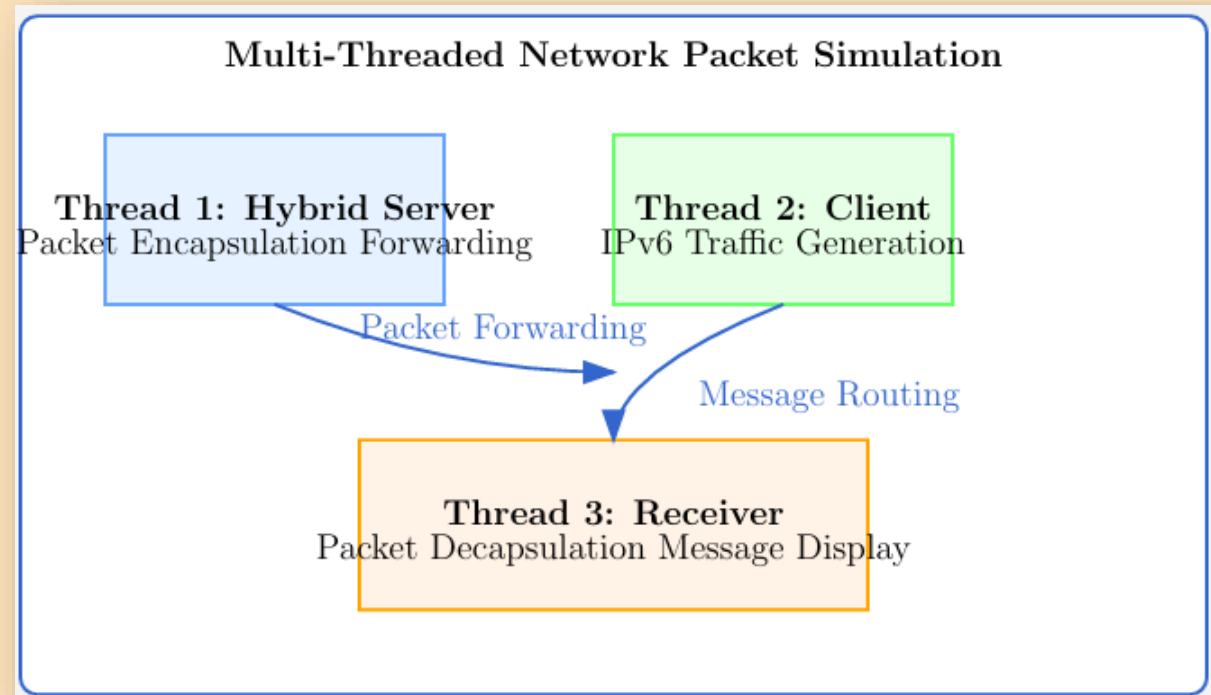 Multi-Threaded Network Packet Simulation
Thread 1: Hybrid Server
Packet Encapsulation Forwarding
Thread 2: Client
IPv6 Traffic Generation
Packet Forwarding
Message Routing
Thread 3: Receiver
Packet Decapsulation Message Display